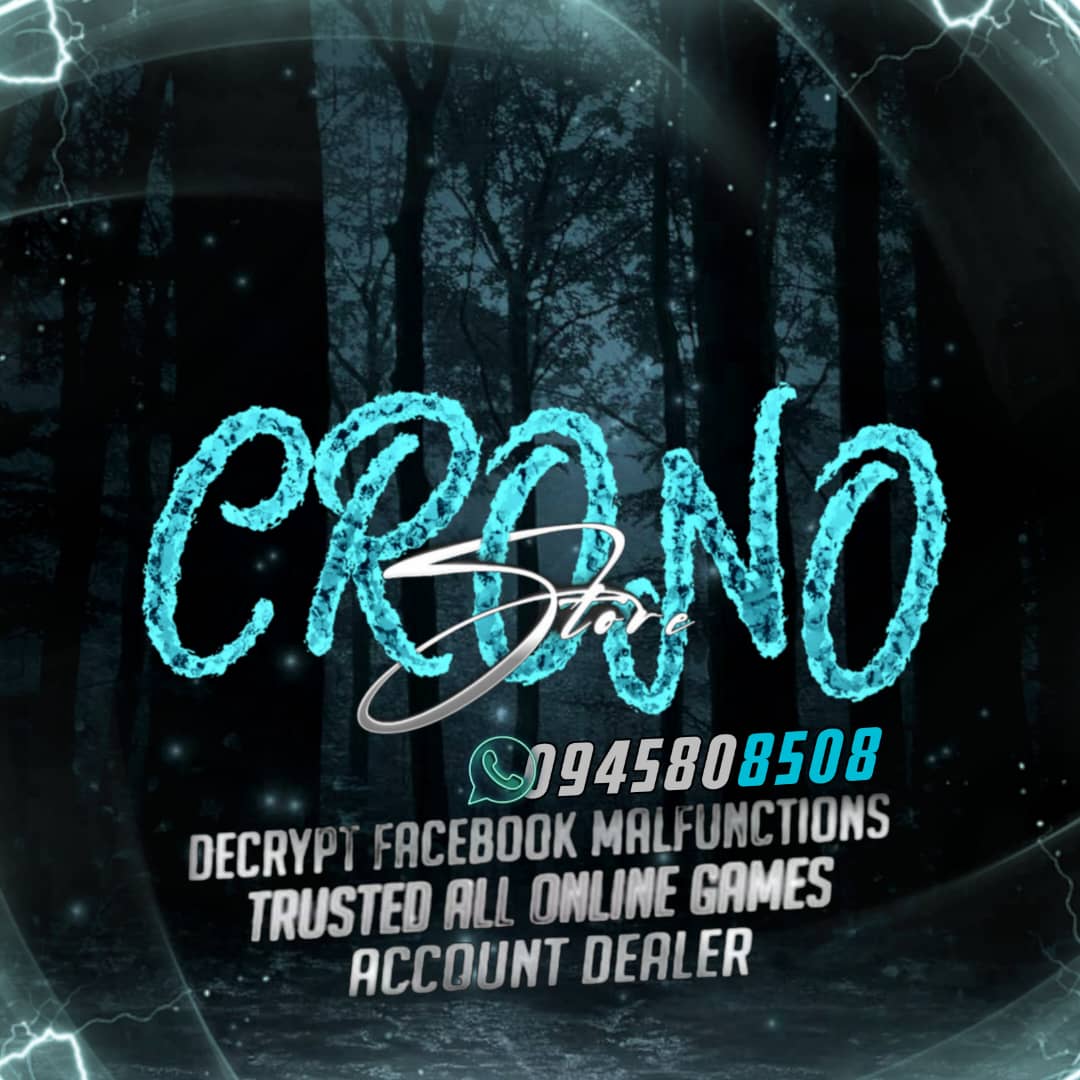 CRONO
Store
0945808508
DECRYPT FACEBOOK MALFUNCTIONS
TRUSTED ALL ONLINE GAMES
ACCOUNT DEALER